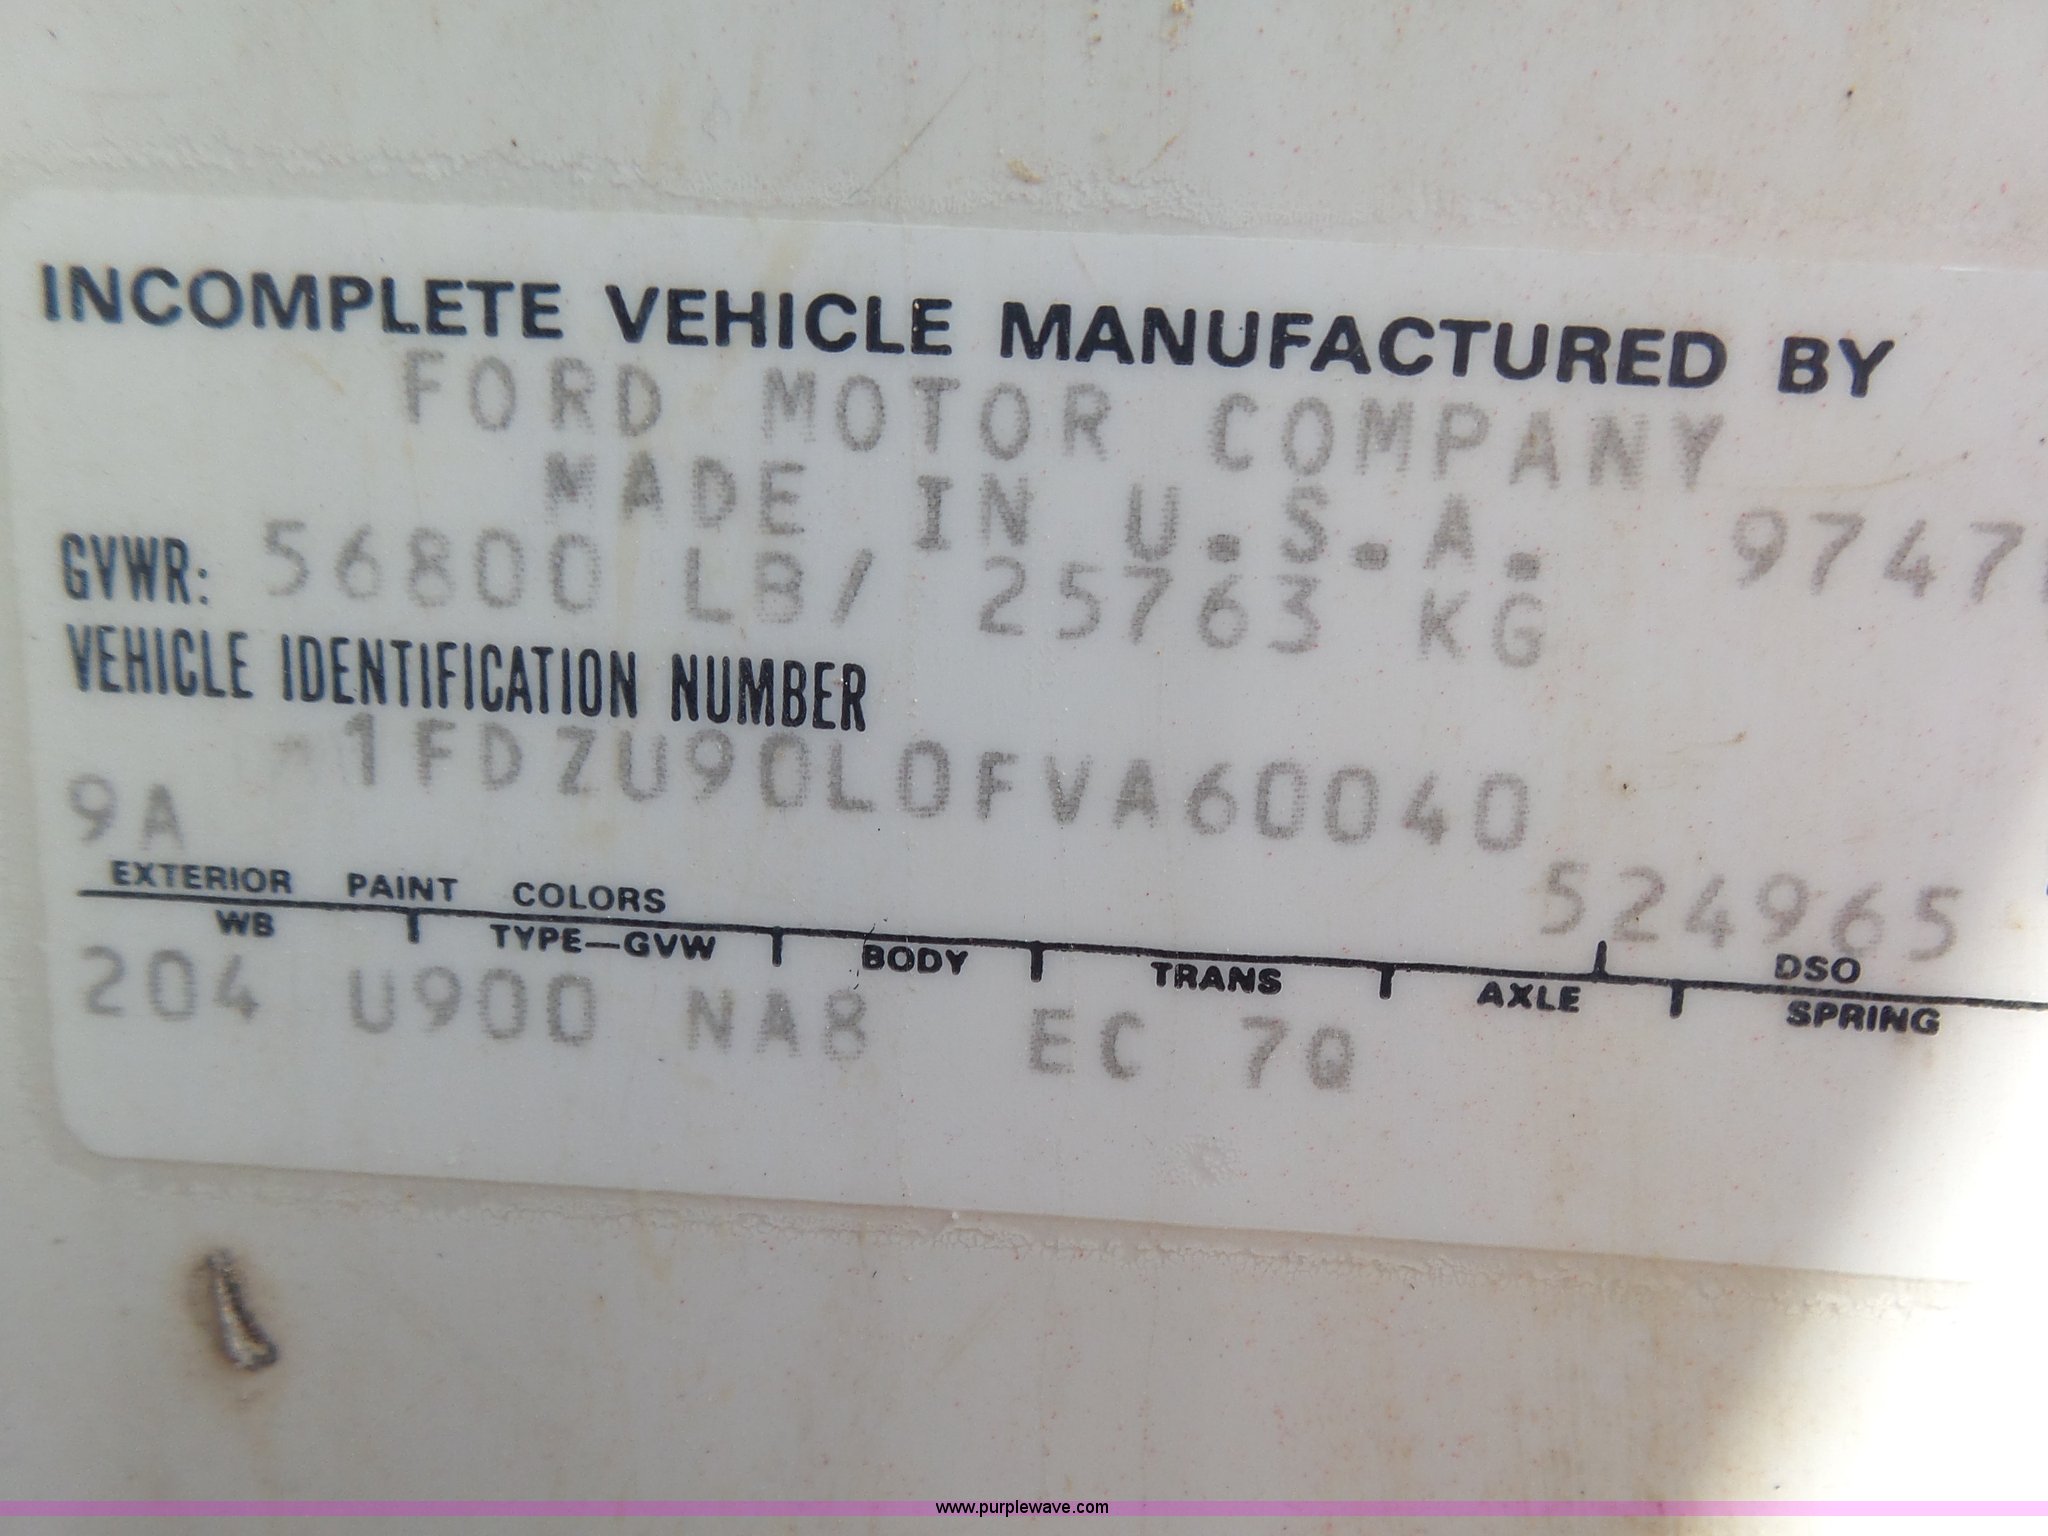 INCOMPLETE VEHICLE MANUFACTURED BY
FORD MOTOR COMPANY
MADE IN U.S.A. 9747
GVWR: 56800 LB/ 25763 KG
VEHICLE IDENTIFICATION NUMBER
1FDZU90L0FVA60040
9A
524965
EXTERIOR PAINT COLORS DSO
WB TYPE—GVW BODY TRANS AXLE SPRING
204 U900 NA8 EC 7Q
www.purplewave.com